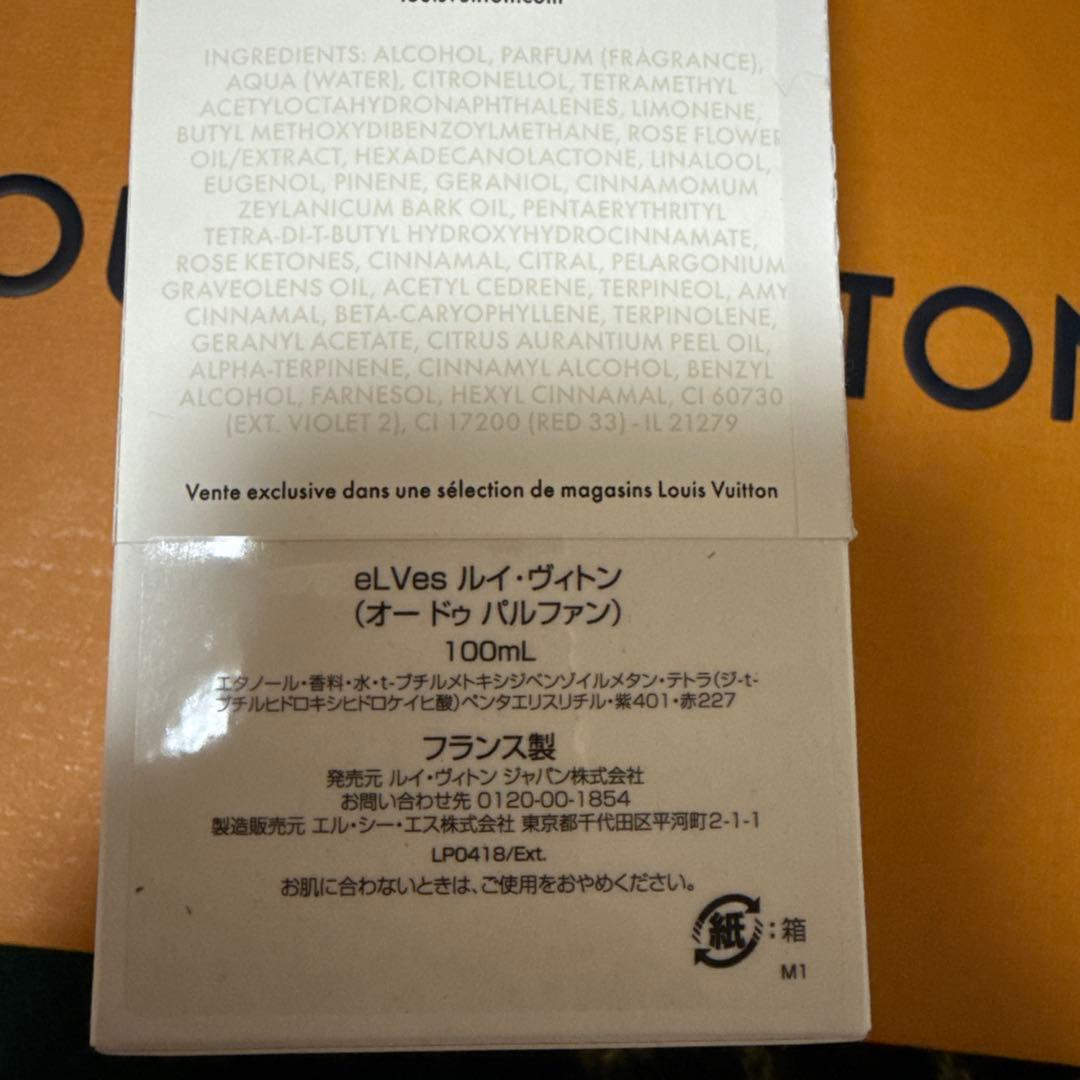 INGREDIENTS: ALCOHOL, PARFUM (FRAGRANCE),
AQUA (WATER), CITRONELLOL, TETRAMETHYL
ACETYLOCTAHYDRONAPHTHALENES, LIMONENE,
BUTYL METHOXYDIBENZOYLMETHANE, ROSE FLOWER
OIL/EXTRACT, HEXADECANOLACTONE, LINALOOL,
EUGENOL, PINENE, GERANIOL, CINNAMOMUM
ZEYLANICUM BARK OIL, PENTAERYTHRITYL
TETRA-DI-T-BUTYL HYDROXYHYDROCINNAMATE,
ROSE KETONES, CINNAMAL, CITRAL, PELARGONIUM
GRAVEOLENS OIL, ACETYL CEDRENE, TERPINEOL, AMY
CINNAMAL, BETA-CARYOPHYLLENE, TERPINOLENE,
GERANYL ACETATE, CITRUS AURANTIUM PEEL OIL,
ALPHA-TERPINENE, CINNAMYL ALCOHOL, BENZYL
ALCOHOL, FARNESOL, HEXYL CINNAMAL, CI 60730
(EXT. VIOLET 2), CI 17200 (RED 33) - IL 21279
Vente exclusive dans une sélection de magasins Louis Vuitton
eLVes ルイ・ヴィトン
(オー ドゥ パルファン)
100mL
エタノール・香料・水・t-ブチルメトキシジベンゾイルメタン・テトラ(ジ-t-
ブチルヒドロキシヒドロケイヒ酸)ペンタエリスリチル・紫401・赤227
フランス製
発売元 ルイ・ヴィトン ジャパン株式会社
お問い合わせ先 0120-00-1854
製造販売元 エル・シー・エス株式会社 東京都千代田区平河町2-1-1
LP0418/Ext.
お肌に合わないときは、ご使用をおやめください。
紙:箱
M1
TON